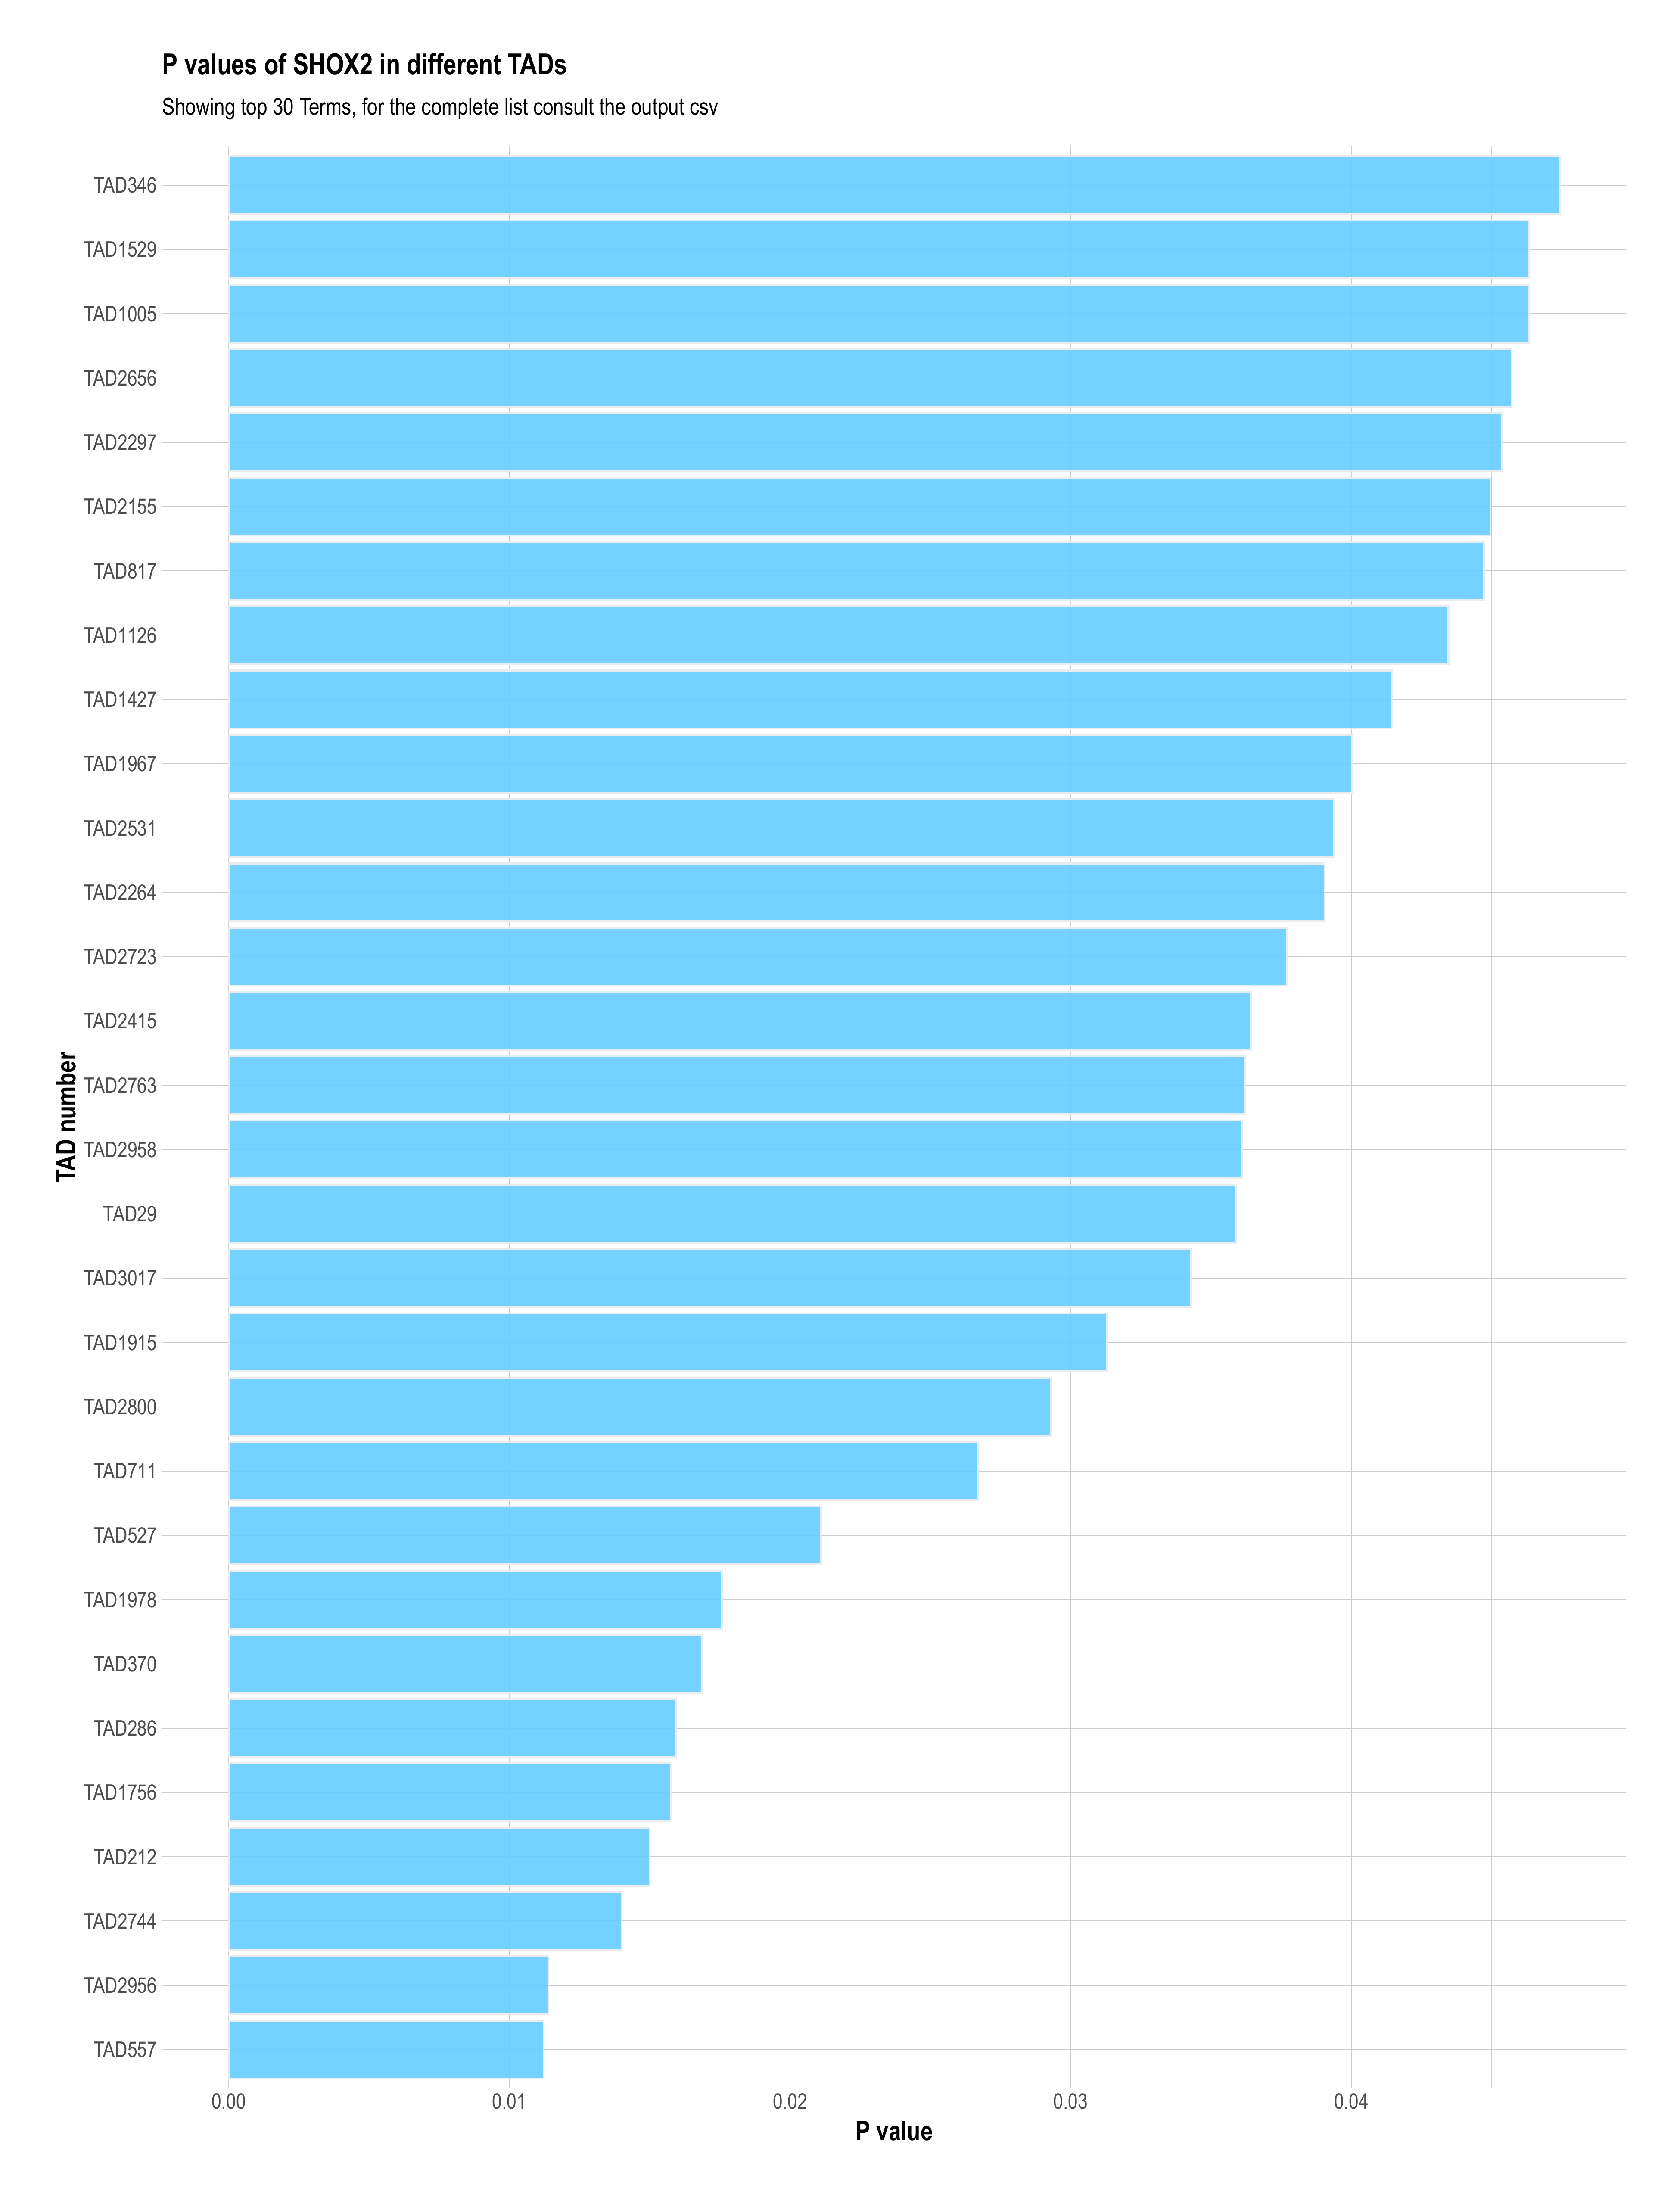 P values of SHOX2 in different TADs
Showing top 30 Terms, for the complete list consult the output csv
TAD346
TAD1529
TAD1005
TAD2656
TAD2297
TAD2155
TAD817
TAD1126
TAD1427
TAD1967
TAD2531
TAD2264
TAD2723
TAD2415
TAD2763
TAD2958
TAD29
TAD3017
TAD1915
TAD2800
TAD711
TAD527
TAD1978
TAD370
TAD286
TAD1756
TAD212
TAD2744
TAD2956
TAD557
TAD number
0.00 0.01 0.02 0.03 0.04
P value